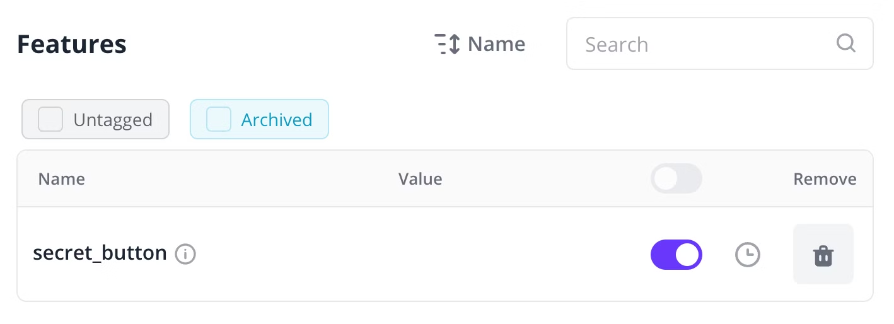 Features Name Search
Untagged Archived
Name Value Remove
secret_button